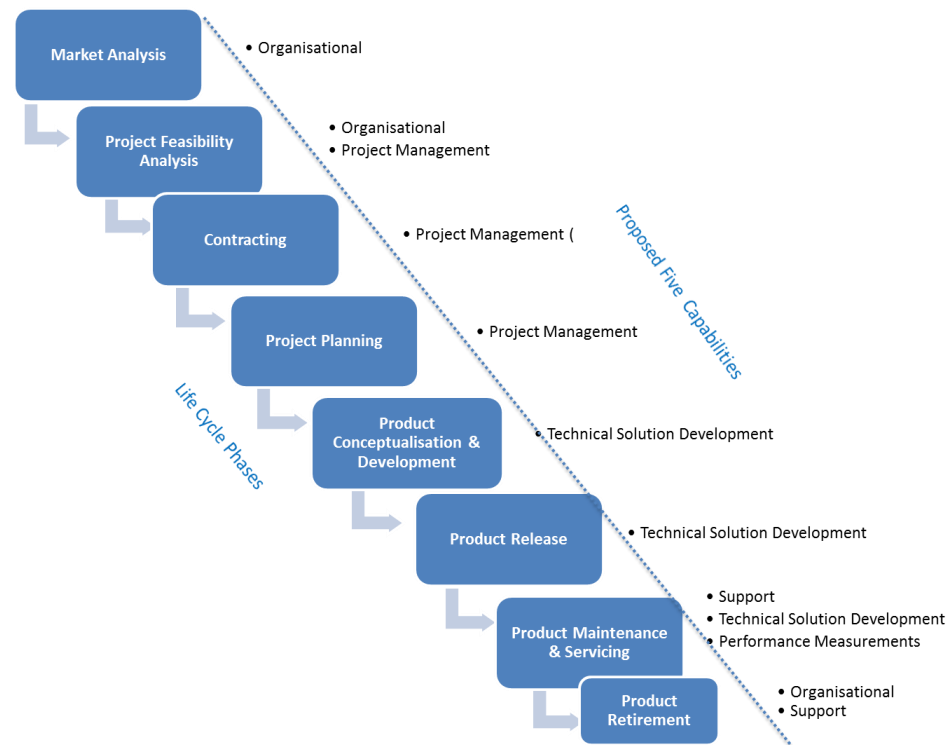 Market Analysis
• Organisational
Project Feasibility
Analysis
• Organisational
• Project Management
Contracting
• Project Management (
Proposed Five Capabilities
Project Planning
• Project Management
Life Cycle Phases
Product
Conceptualisation &
Development
• Technical Solution Development
Product Release
• Technical Solution Development
Product Maintenance
& Servicing
• Support
• Technical Solution Development
• Performance Measurements
Product
Retirement
• Organisational
• Support